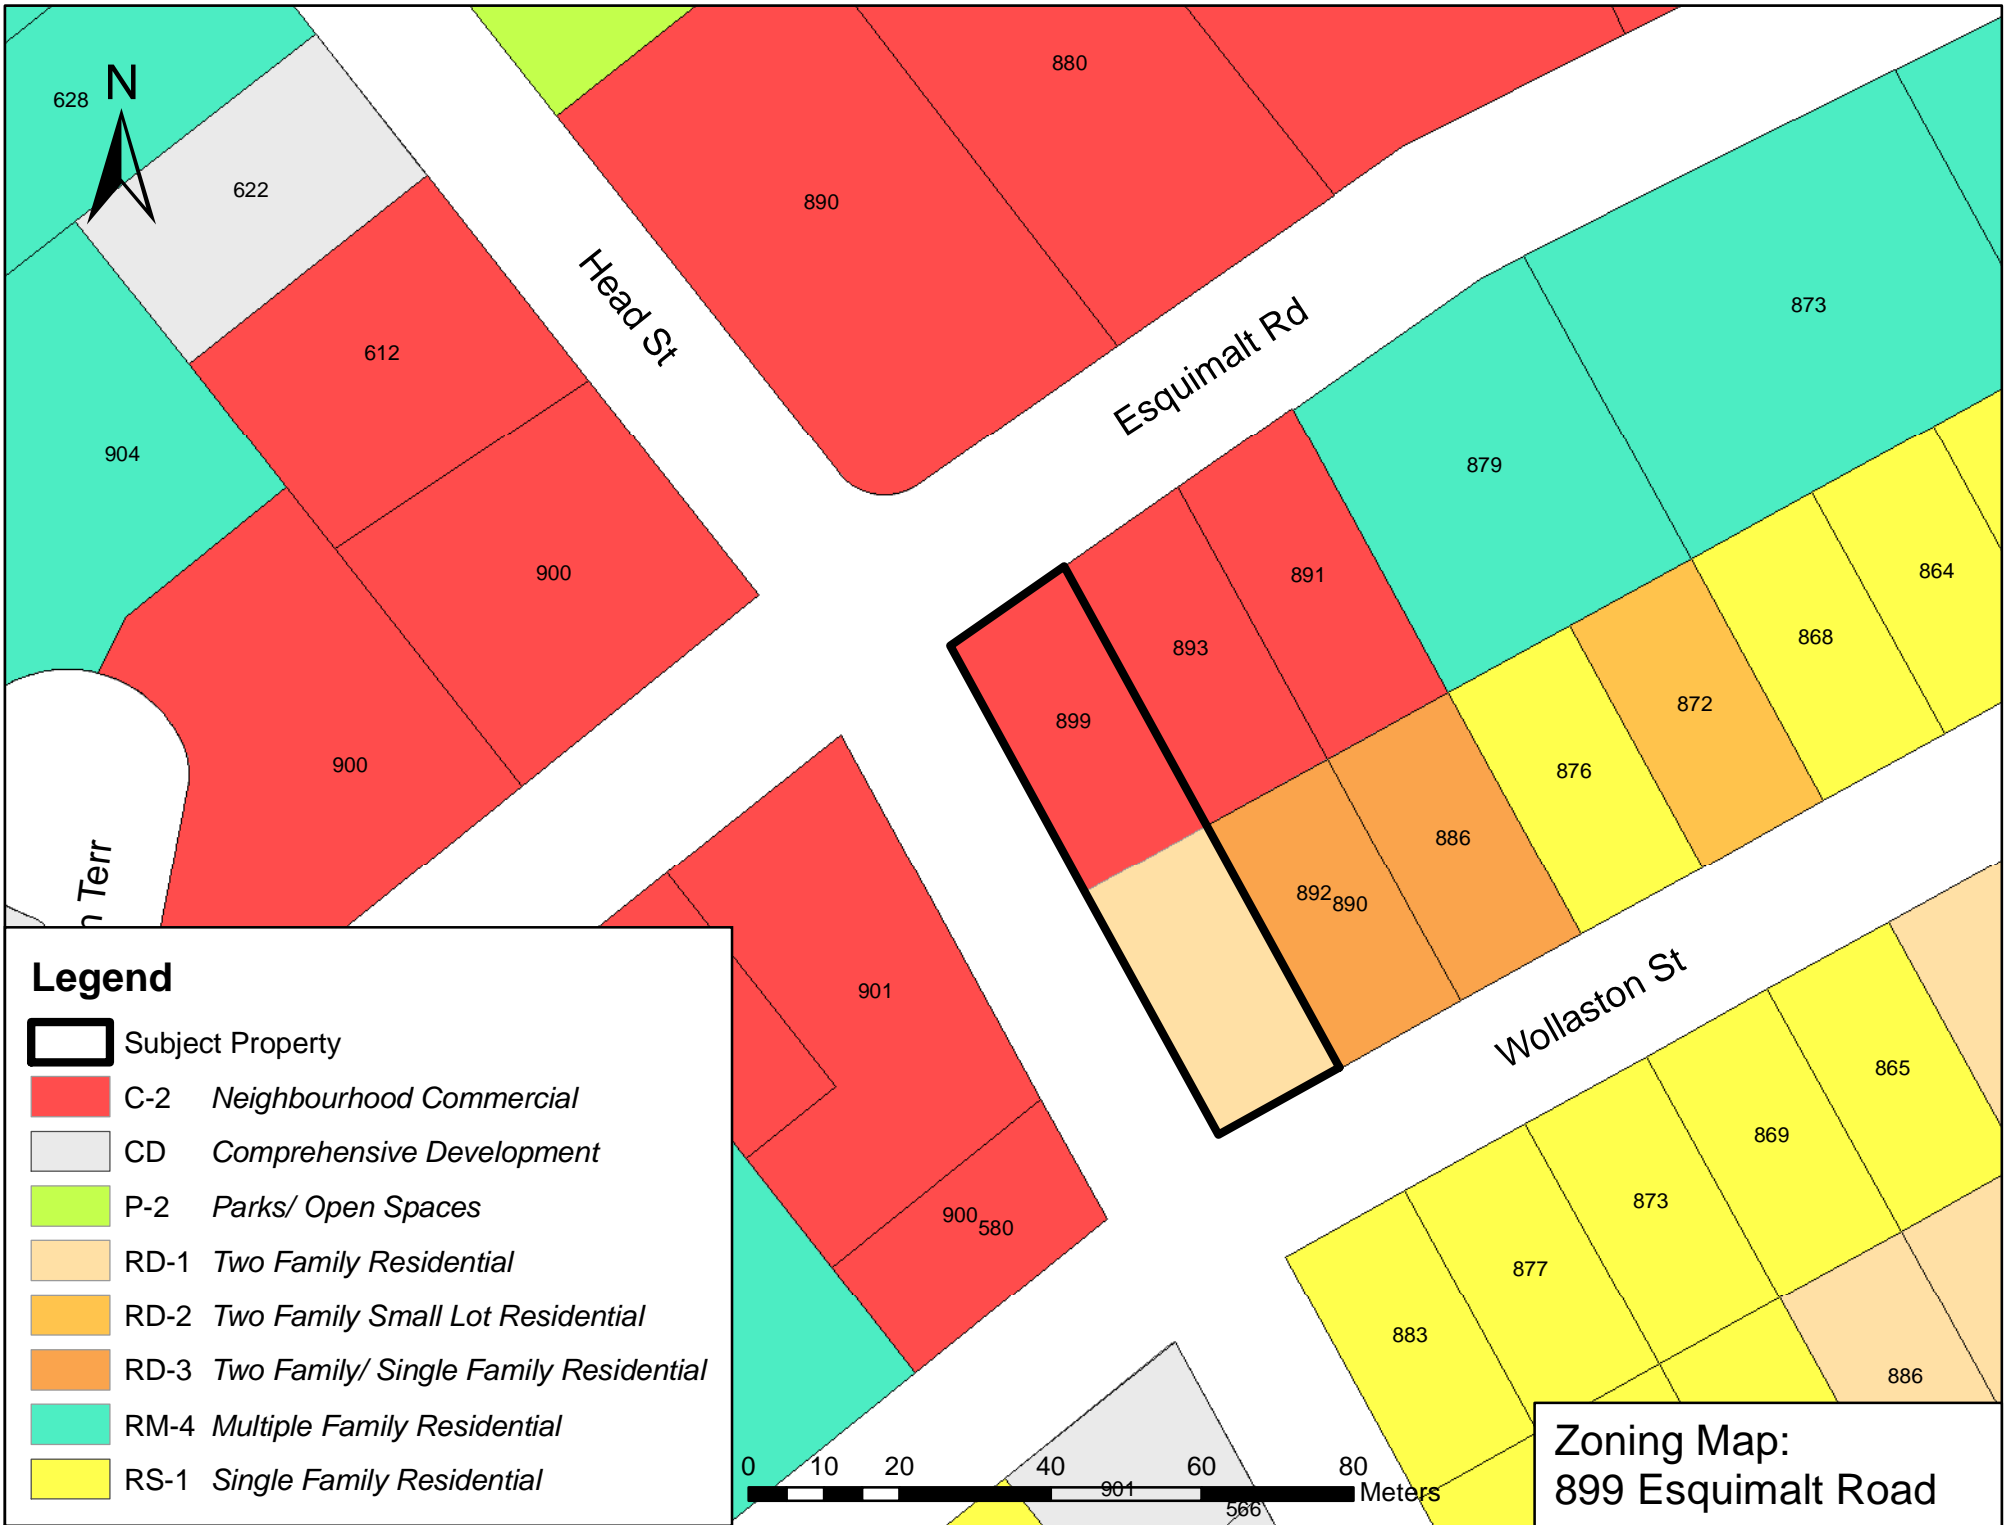 N
628
622
612
904
900
900
Head St
890
880
Esquimalt Rd
873
879
891
893
899
864
868
872
876
886
892
890
Wollaston St
901
900
580
865
869
873
877
883
886
n Terr
Legend
Subject Property
C-2 Neighbourhood Commercial
CD Comprehensive Development
P-2 Parks/ Open Spaces
RD-1 Two Family Residential
RD-2 Two Family Small Lot Residential
RD-3 Two Family/ Single Family Residential
RM-4 Multiple Family Residential
RS-1 Single Family Residential
0 10 20 40 60 80
Meters
901
566
Zoning Map:
899 Esquimalt Road